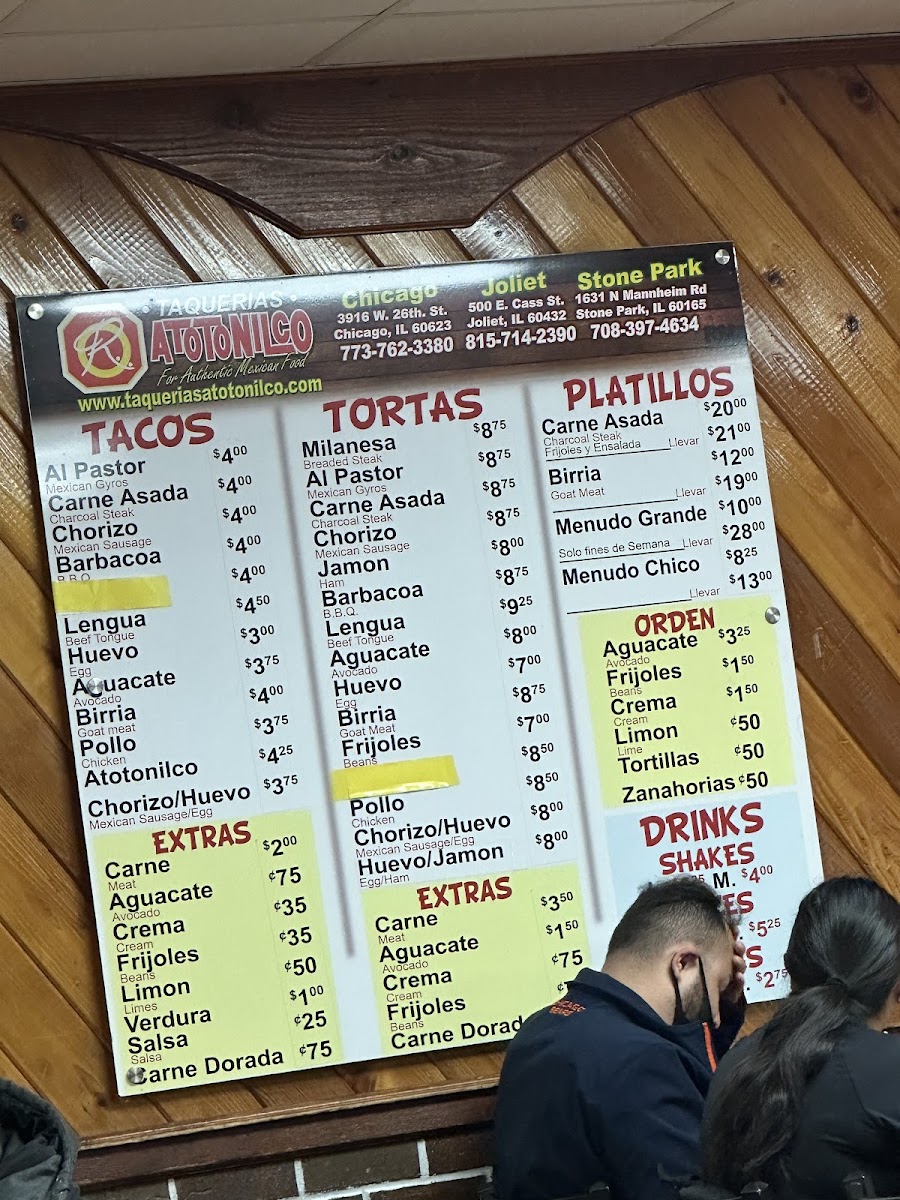 TAQUERIAS
ATOTONILCO
For Authentic Mexican Food
www.taqueriasatotonilco.com
Chicago
3916 W. 26th. St.
Chicago, IL 60623
773-762-3380
Joliet
500 E. Cass St.
Joliet, IL 60432
815-714-2390
Stone Park
1631 N Mannheim Rd
Stone Park, IL 60165
708-397-4634
TACOS
Al Pastor $4.00
Mexican Gyros
Carne Asada $4.00
Charcoal Steak
Chorizo $4.00
Mexican Sausage
Barbacoa $4.00
B.B.Q.
$4.00
Lengua $4.50
Beef Tongue
Huevo $3.00
Egg
Aguacate $3.75
Avocado
Birria $4.00
Goat meat
Pollo $3.75
Chicken
Atotonilco $4.25
Chorizo/Huevo $3.75
Mexican Sausage/Egg
EXTRAS
Carne $2.00
Meat
Aguacate ¢75
Avocado
Crema ¢35
Cream
Frijoles ¢35
Beans
Limon ¢50
Limes
Verdura $1.00
Salsa ¢25
Salsa
Carne Dorada ¢75
TORTAS
Milanesa $8.75
Breaded Steak
Al Pastor $8.75
Mexican Gyros
Carne Asada $8.75
Charcoal Steak
Chorizo $8.75
Mexican Sausage
Jamon $8.00
Ham
Barbacoa $8.75
B.B.Q.
Lengua $9.25
Beef Tongue
Aguacate $8.00
Avocado
Huevo $7.00
Egg
Birria $8.75
Goat Meat
Frijoles $7.00
Beans
$8.50
Pollo $8.50
Chicken
Chorizo/Huevo $8.00
Mexican Sausage/Egg
Huevo/Jamon $8.00
Egg/Ham
EXTRAS
Carne $3.50
Meat
Aguacate $1.50
Avocado
Crema ¢75
Cream
Frijoles
Beans
Carne Dorad
PLATILLOS
Carne Asada $20.00
Charcoal Steak
Frijoles y Ensalada Llevar $21.00
Birria $12.00
Goat Meat
Llevar $19.00
Menudo Grande $10.00
Solo fines de Semana Llevar $28.00
Menudo Chico $8.25
Llevar $13.00
ORDEN
Aguacate $3.25
Avocado
Frijoles $1.50
Beans
Crema $1.50
Cream
Limon ¢50
Lime
Tortillas ¢50
Zanahorias ¢50
DRINKS
SHAKES
M. $4.00
ES
$5.25
S
$2.75
CHICAGO
BEARS